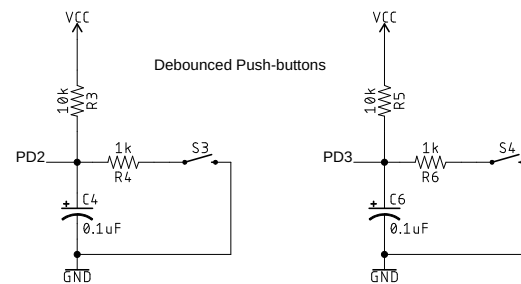 VCC
VCC
Debounced Push-buttons
10k
R3
10k
R5
PD2
1k
R4
S3
PD3
1k
R6
S4
+
C4
0.1uF
+
C6
0.1uF
GND
GND